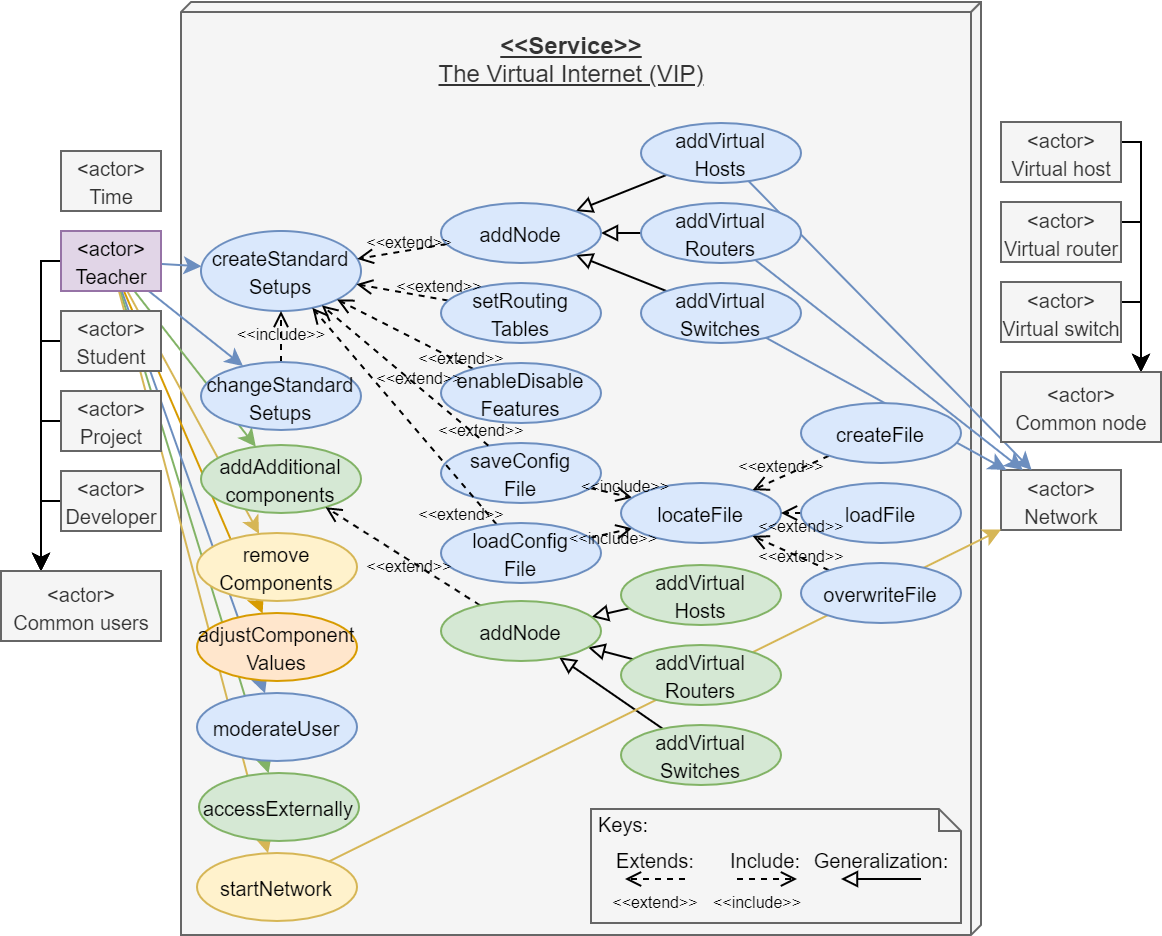 <<Service>>
The Virtual Internet (VIP)
<actor>
Time
<actor>
Teacher
<actor>
Student
<actor>
Project
<actor>
Developer
<actor>
Common users
createStandard
Setups
<<include>>
changeStandard
Setups
addAdditional
components
remove
Components
adjustComponent
Values
moderateUser
accessExternally
startNetwork
<<extend>>
<<extend>>
<<extend>>
<<extend>>
<<extend>>
<<extend>>
<<extend>>
addNode
setRouting
Tables
enableDisable
Features
saveConfig
File
loadConfig
File
addNode
<<include>>
<<include>>
addVirtual
Hosts
addVirtual
Routers
addVirtual
Switches
locateFile
<<extend>>
<<extend>>
<<extend>>
createFile
loadFile
overwriteFile
addVirtual
Hosts
addVirtual
Routers
addVirtual
Switches
<actor>
Virtual host
<actor>
Virtual router
<actor>
Virtual switch
<actor>
Common node
<actor>
Network
Keys:
Extends:
Include:
Generalization:
<<extend>>
<<include>>